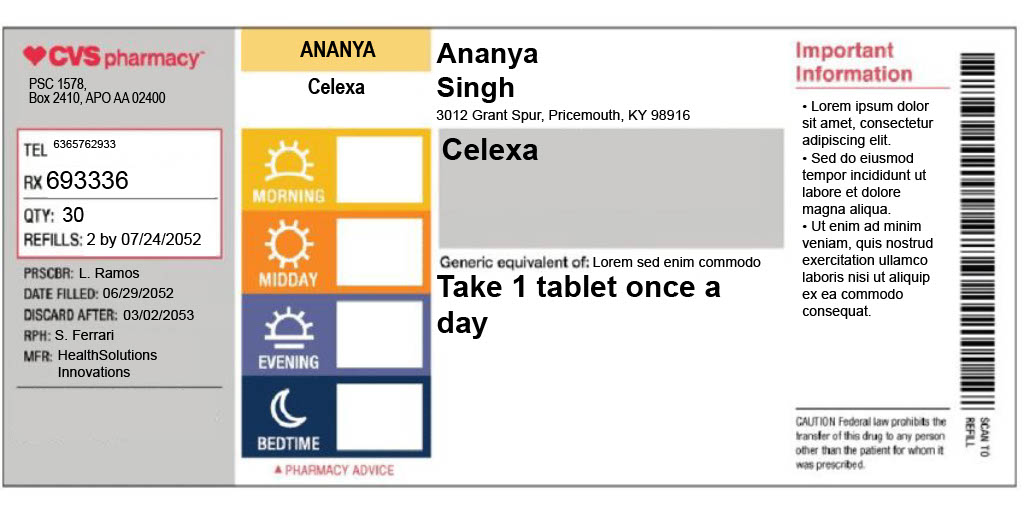 CVS pharmacy
PSC 1578,
Box 2410, APO AA 02400
TEL 6365762933
RX 693336
QTY: 30
REFILLS: 2 by 07/24/2052
PRSCBR: L. Ramos
DATE FILLED: 06/29/2052
DISCARD AFTER: 03/02/2053
RPH: S. Ferrari
MFR: HealthSolutions
Innovations
ANANYA
Celexa
MORNING
MIDDAY
EVENING
BEDTIME
▲ PHARMACY ADVICE
Ananya
Singh
3012 Grant Spur, Pricemouth, KY 98916
Celexa
Generic equivalent of: Lorem sed enim commodo
Take 1 tablet once a
day
Important
Information
• Lorem ipsum dolor
sit amet, consectetur
adipiscing elit.
• Sed do eiusmod
tempor incididunt ut
labore et dolore
magna aliqua.
• Ut enim ad minim
veniam, quis nostrud
exercitation ullamco
laboris nisi ut aliquip
ex ea commodo
consequat.
CAUTION Federal law prohibits the
transfer of this drug to any person
other than the patient for whom it
was prescribed.
SCAN TO
REFILL